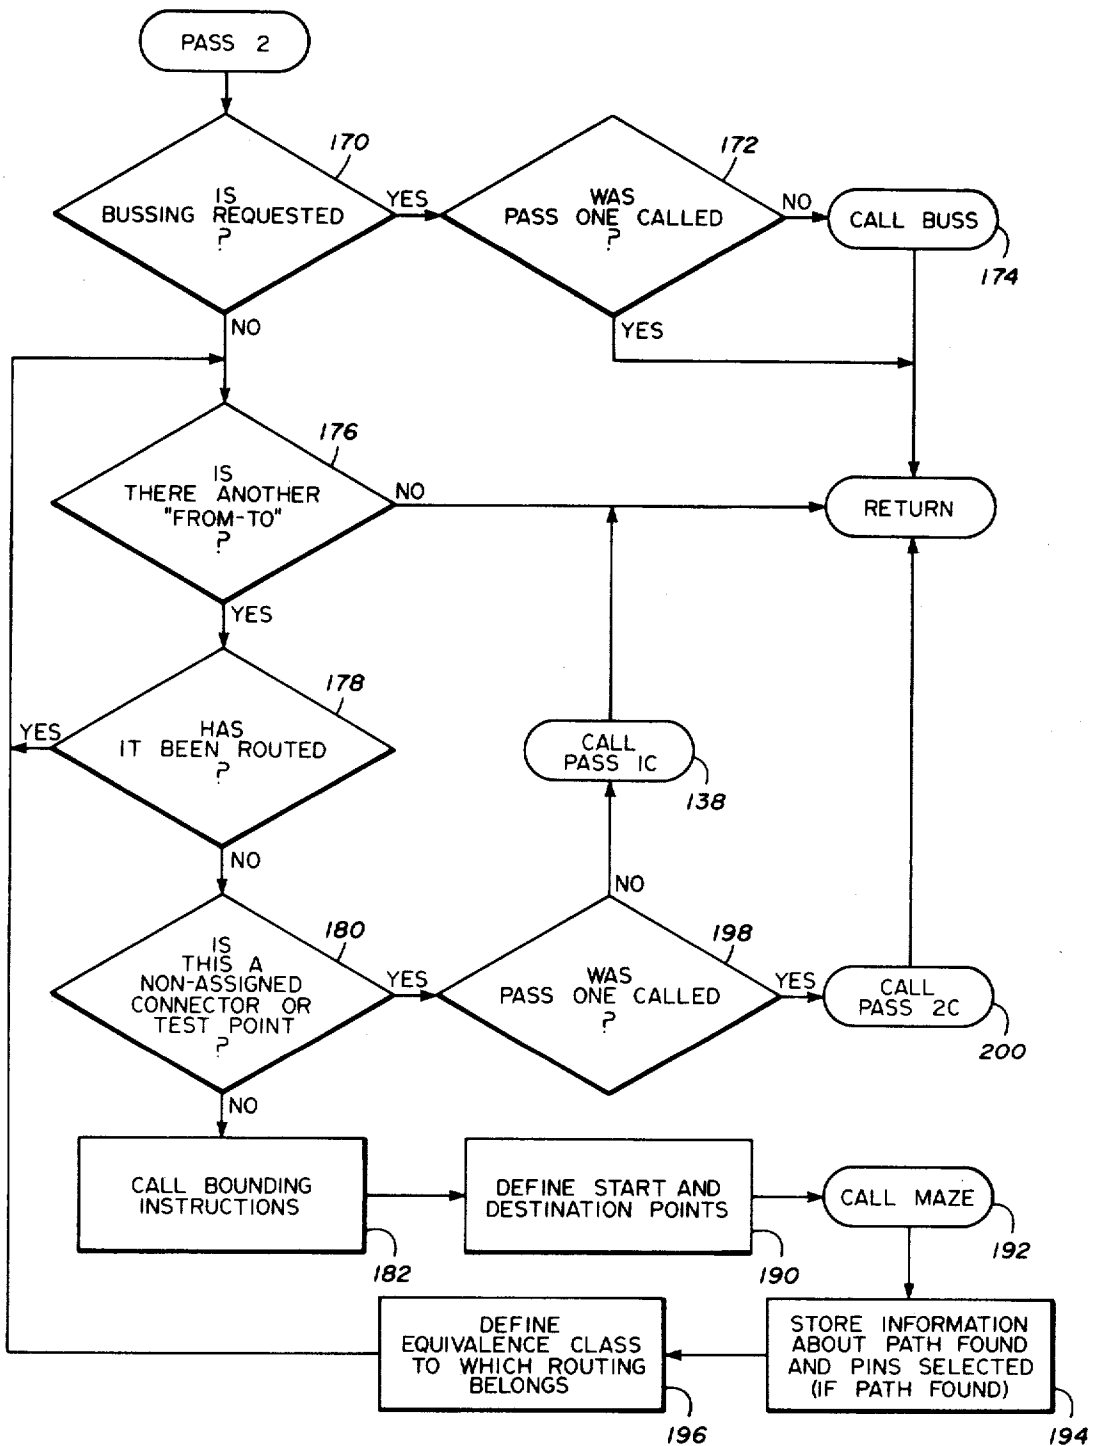 PASS 2
170
IS
BUSSING REQUESTED
?
YES
172
WAS
PASS ONE CALLED
?
NO
CALL BUSS
174
NO
YES
176
IS
THERE ANOTHER
"FROM-TO"
?
NO
RETURN
YES
178
HAS
IT BEEN ROUTED
?
YES
CALL
PASS 1C
138
NO
NO
180
IS
THIS A
NON-ASSIGNED
CONNECTOR OR
TEST POINT
?
YES
198
WAS
PASS ONE CALLED
?
YES
CALL
PASS 2C
200
NO
CALL BOUNDING
INSTRUCTIONS
182
DEFINE START AND
DESTINATION POINTS
190
CALL MAZE
192
DEFINE
EQUIVALENCE CLASS
TO WHICH ROUTING
BELONGS
196
STORE INFORMATION
ABOUT PATH FOUND
AND PINS SELECTED
(IF PATH FOUND)
194